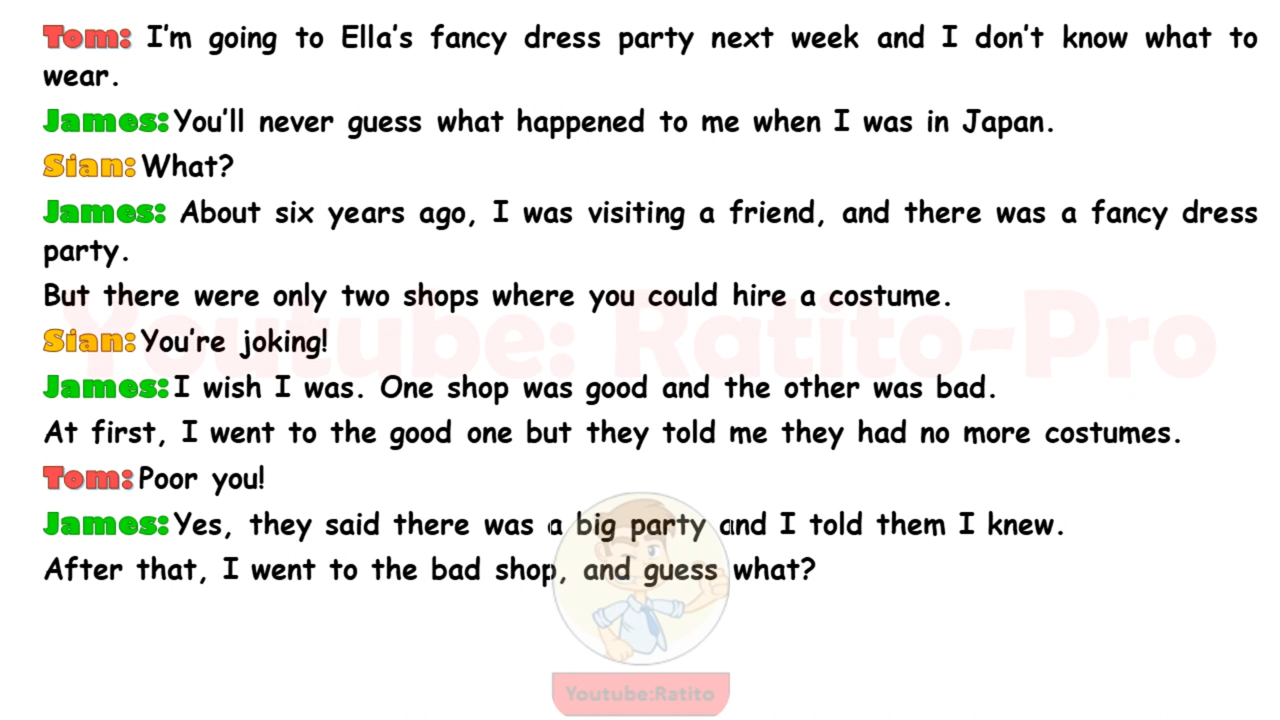 Tom: I'm going to Ella's fancy dress party next week and I don't know what to
wear.
James: You'll never guess what happened to me when I was in Japan.
Sian: What?
James: About six years ago, I was visiting a friend, and there was a fancy dress
party.
But there were only two shops where you could hire a costume.
Youtube: Ratito-Pro
Sian: You're joking!
James: I wish I was. One shop was good and the other was bad.
At first, I went to the good one but they told me they had no more costumes.
Tom: Poor you!
James: Yes, they said there was a big party and I told them I knew.
After that, I went to the bad shop, and guess what?
Youtube:Ratito